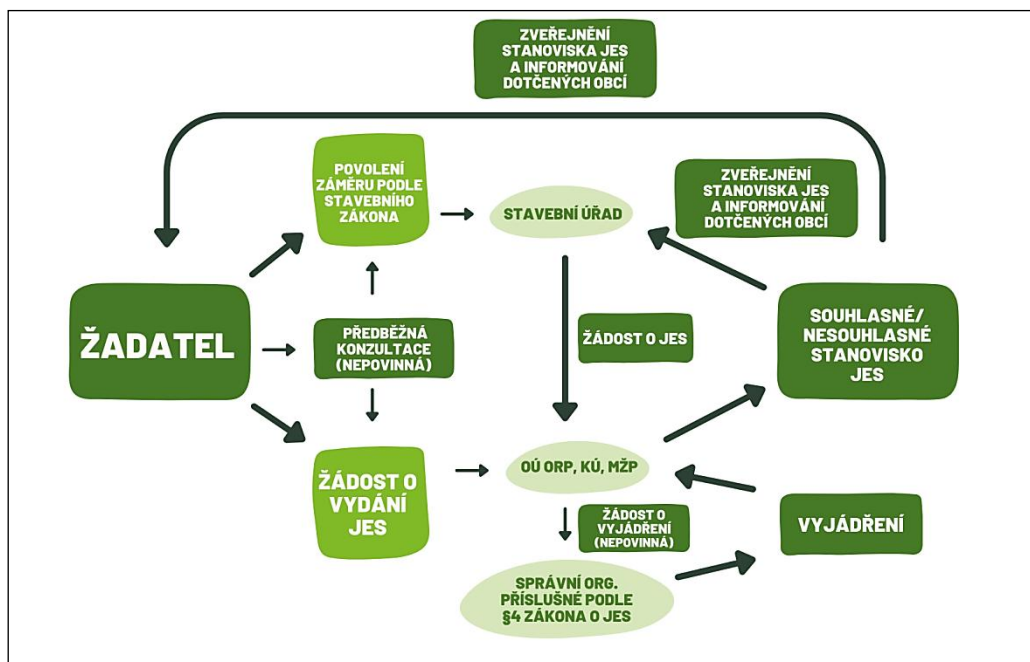 ZVEŘEJNĚNÍ
STANOVISKA JES
A INFORMOVÁNÍ
DOTČENÝCH OBCÍ
POVOLENÍ
ZÁMĚRU PODLE
STAVEBNÍHO
ZÁKONA
STAVEBNÍ ÚŘAD
ZVEŘEJNĚNÍ
STANOVISKA JES
A INFORMOVÁNÍ
DOTČENÝCH OBCÍ
ŽADATEL
PŘEDBĚŽNÁ
KONZULTACE
(NEPOVINNÁ)
ŽÁDOST O JES
SOUHLASNÉ/
NESOUHLASNÉ
STANOVISKO
JES
ŽÁDOST O
VYDÁNÍ
JES
OÚ ORP, KÚ, MŽP
ŽÁDOST O
VYJÁDŘENÍ
(NEPOVINNÁ)
VYJÁDŘENÍ
SPRÁVNÍ ORG.
PŘÍSLUŠNÉ PODLE
§4 ZÁKONA O JES